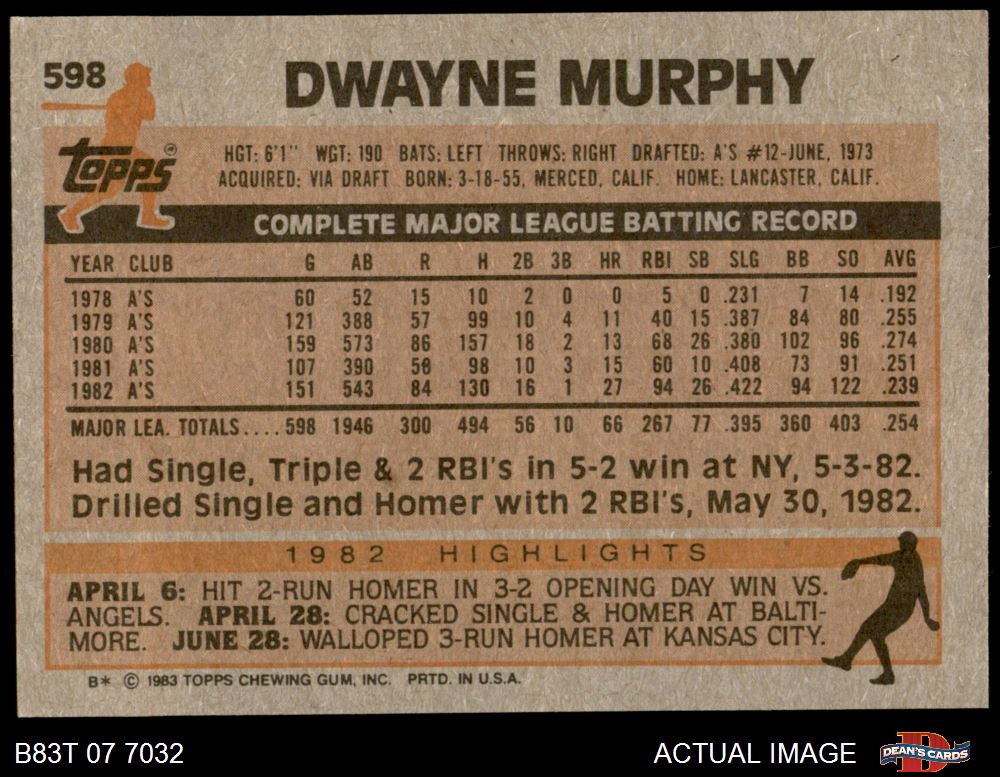 598
DWAYNE MURPHY
topps®
HGT: 6'1" WGT: 190 BATS: LEFT THROWS: RIGHT DRAFTED: A'S #12-JUNE, 1973
ACQUIRED: VIA DRAFT BORN: 3-18-55, MERCED, CALIF. HOME: LANCASTER, CALIF.
COMPLETE MAJOR LEAGUE BATTING RECORD
YEAR CLUB G AB R H 2B 3B HR RBI SB SLG BB SO AVG
1978 A'S 60 52 15 10 2 0 0 5 0 .231 7 14 .192
1979 A'S 121 388 57 99 10 4 11 40 15 .387 84 80 .255
1980 A'S 159 573 86 157 18 2 13 68 26 .380 102 96 .274
1981 A'S 107 390 58 98 10 3 15 60 10 .408 73 91 .251
1982 A'S 151 543 84 130 16 1 27 94 26 .422 94 122 .239
MAJOR LEA. TOTALS.... 598 1946 300 494 56 10 66 267 77 .395 360 403 .254
Had Single, Triple & 2 RBI's in 5-2 win at NY, 5-3-82.
Drilled Single and Homer with 2 RBI's, May 30, 1982.
1982 HIGHLIGHTS
APRIL 6: HIT 2-RUN HOMER IN 3-2 OPENING DAY WIN VS.
ANGELS. APRIL 28: CRACKED SINGLE & HOMER AT BALTI-
MORE. JUNE 28: WALLOPED 3-RUN HOMER AT KANSAS CITY.
B* © 1983 TOPPS CHEWING GUM, INC. PRTD. IN U.S.A.
B83T 07 7032
ACTUAL IMAGE
DEAN'S CARDS